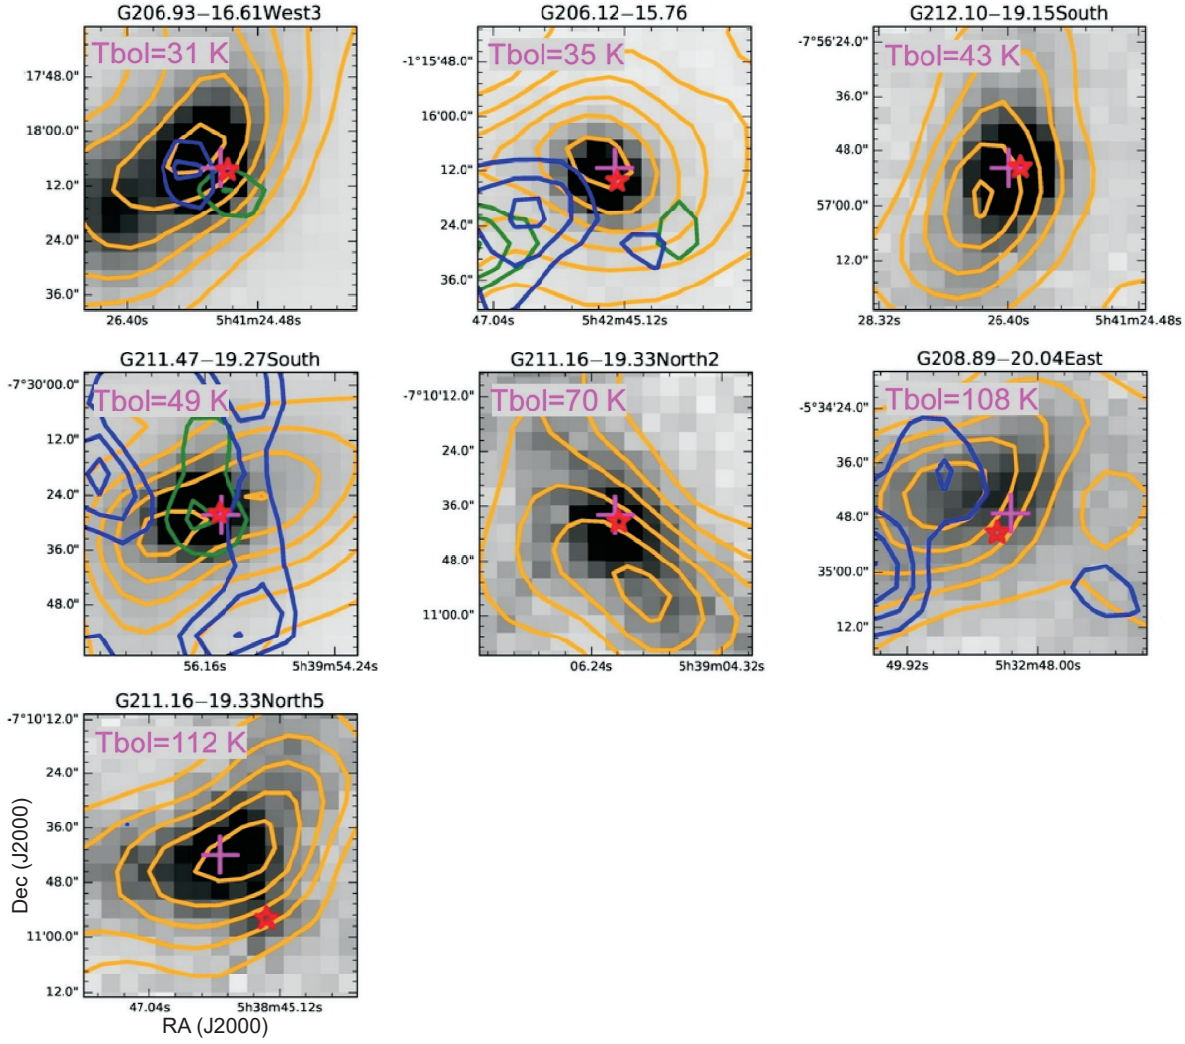 G206.93−16.61West3
Tbol=31 K
17'48.0"
18'00.0"
12.0"
24.0"
36.0"
26.40s
5h41m24.48s
G206.12−15.76
Tbol=35 K
-1°15'48.0"
16'00.0"
12.0"
24.0"
36.0"
47.04s
5h42m45.12s
G212.10−19.15South
Tbol=43 K
-7°56'24.0"
36.0"
48.0"
57'00.0"
12.0"
28.32s
26.40s
5h41m24.48s
G211.47−19.27South
Tbol=49 K
-7°30'00.0"
12.0"
24.0"
36.0"
48.0"
56.16s
5h39m54.24s
G211.16−19.33North2
Tbol=70 K
-7°10'12.0"
24.0"
36.0"
48.0"
11'00.0"
06.24s
5h39m04.32s
G208.89−20.04East
Tbol=108 K
-5°34'24.0"
36.0"
48.0"
35'00.0"
12.0"
49.92s
5h32m48.00s
G211.16−19.33North5
Tbol=112 K
-7°10'12.0"
24.0"
36.0"
48.0"
11'00.0"
12.0"
47.04s
5h38m45.12s
Dec (J2000)
RA (J2000)